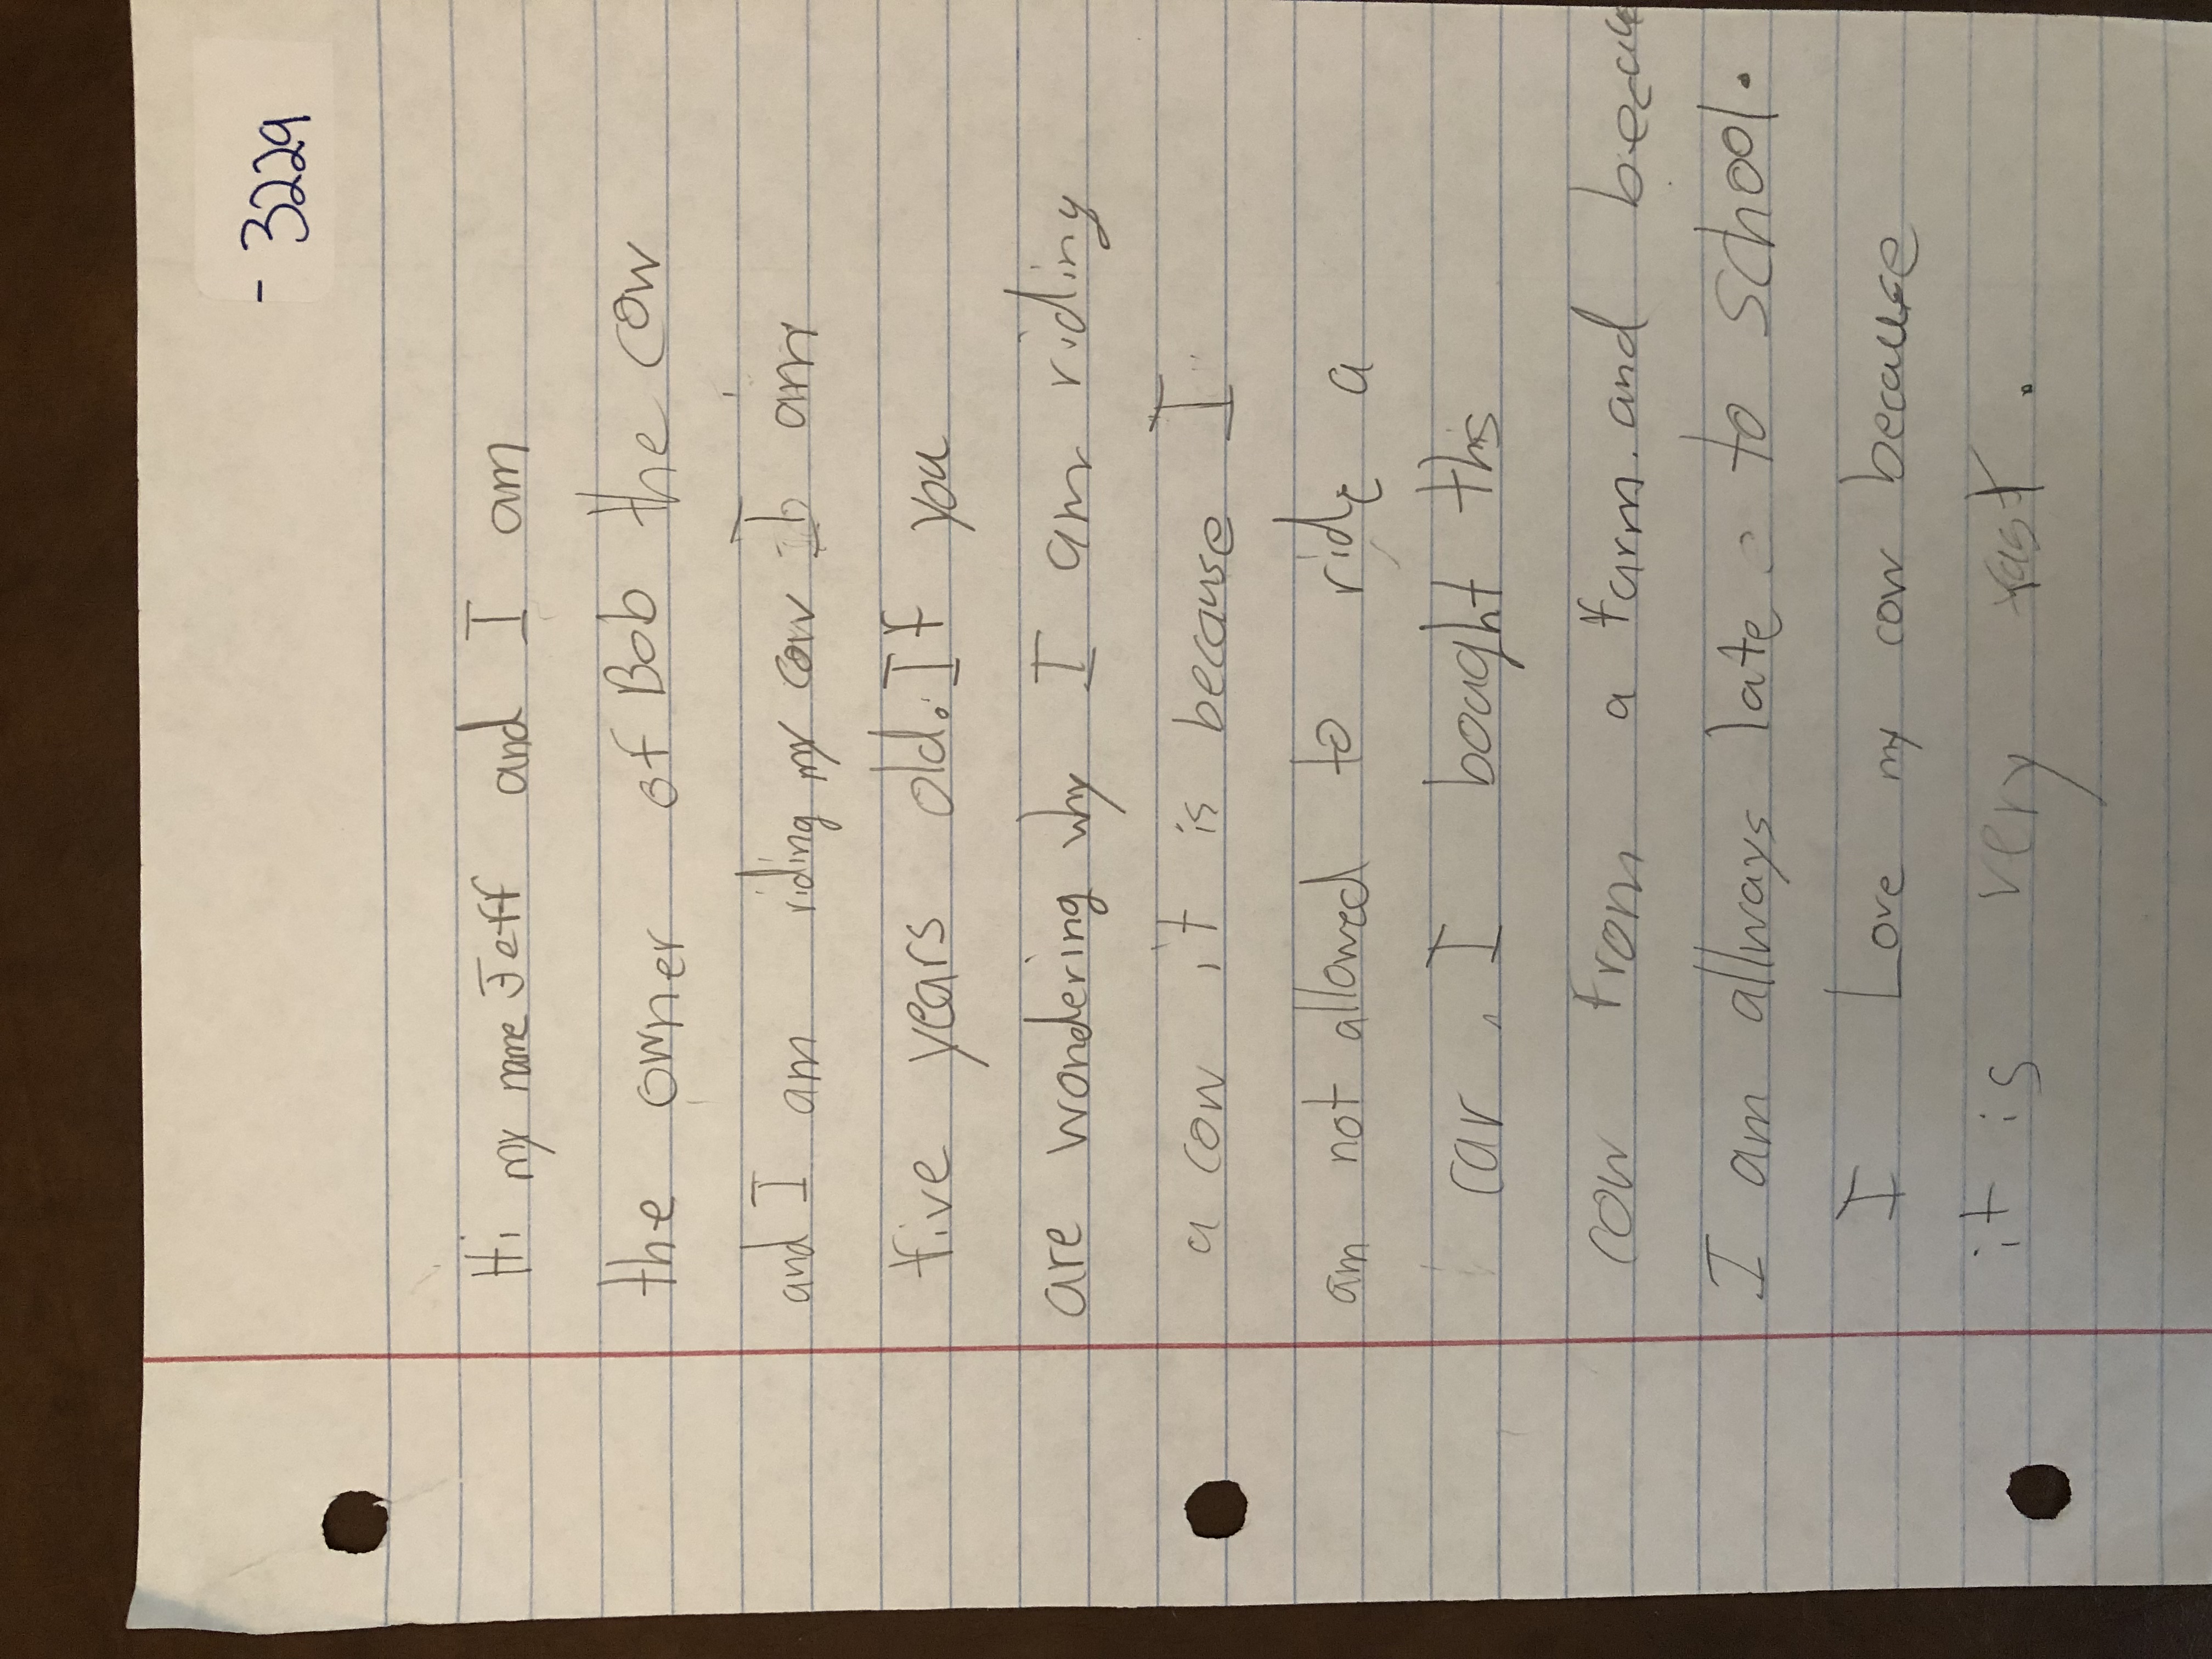 - 3229
Hi my name Jeff and I am
the owner of Bob the cow
and I am riding my cow I am
five years old. If you
are wondering why I am riding
a cow it is because I
am not allowed to ride a
car. I bought this
cow from a farm. and
I am allways late to school.
I Love my cow because
it is very fast.